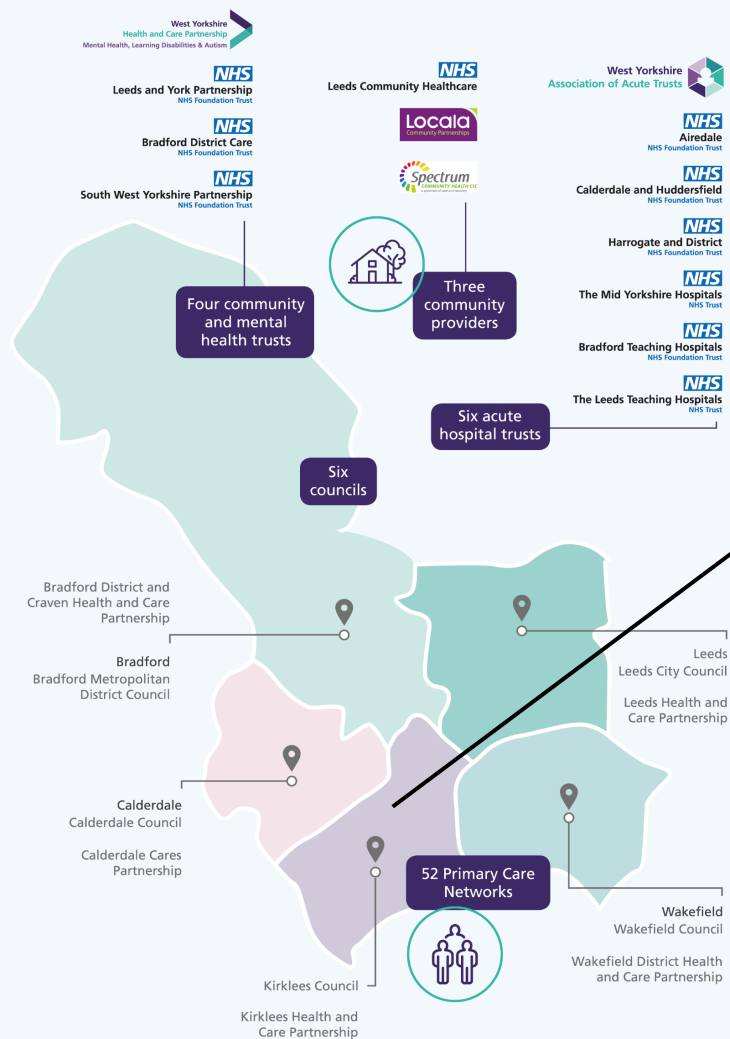 West Yorkshire
Health and Care Partnership
Mental Health, Learning Disabilities & Autism
NHS
Leeds and York Partnership
NHS Foundation Trust
NHS
Bradford District Care
NHS Foundation Trust
NHS
South West Yorkshire Partnership
NHS Foundation Trust
Four community
and mental
health trusts
NHS
Leeds Community Healthcare
Locala
Community Partnerships
Spectrum
COMMUNITY HEALTH CIC
Three
community
providers
West Yorkshire
Association of Acute Trusts
NHS
Airedale
NHS Foundation Trust
NHS
Calderdale and Huddersfield
NHS Foundation Trust
NHS
Harrogate and District
NHS Foundation Trust
NHS
The Mid Yorkshire Hospitals
NHS Trust
NHS
Bradford Teaching Hospitals
NHS Foundation Trust
NHS
The Leeds Teaching Hospitals
NHS Trust
Six acute
hospital trusts
Six
councils
Bradford District and
Craven Health and Care
Partnership
Bradford
Bradford Metropolitan
District Council
Leeds
Leeds City Council
Leeds Health and
Care Partnership
Calderdale
Calderdale Council
Calderdale Cares
Partnership
52 Primary Care
Networks
Wakefield
Wakefield Council
Wakefield District Health
and Care Partnership
Kirklees Council
Kirklees Health and
Care Partnership